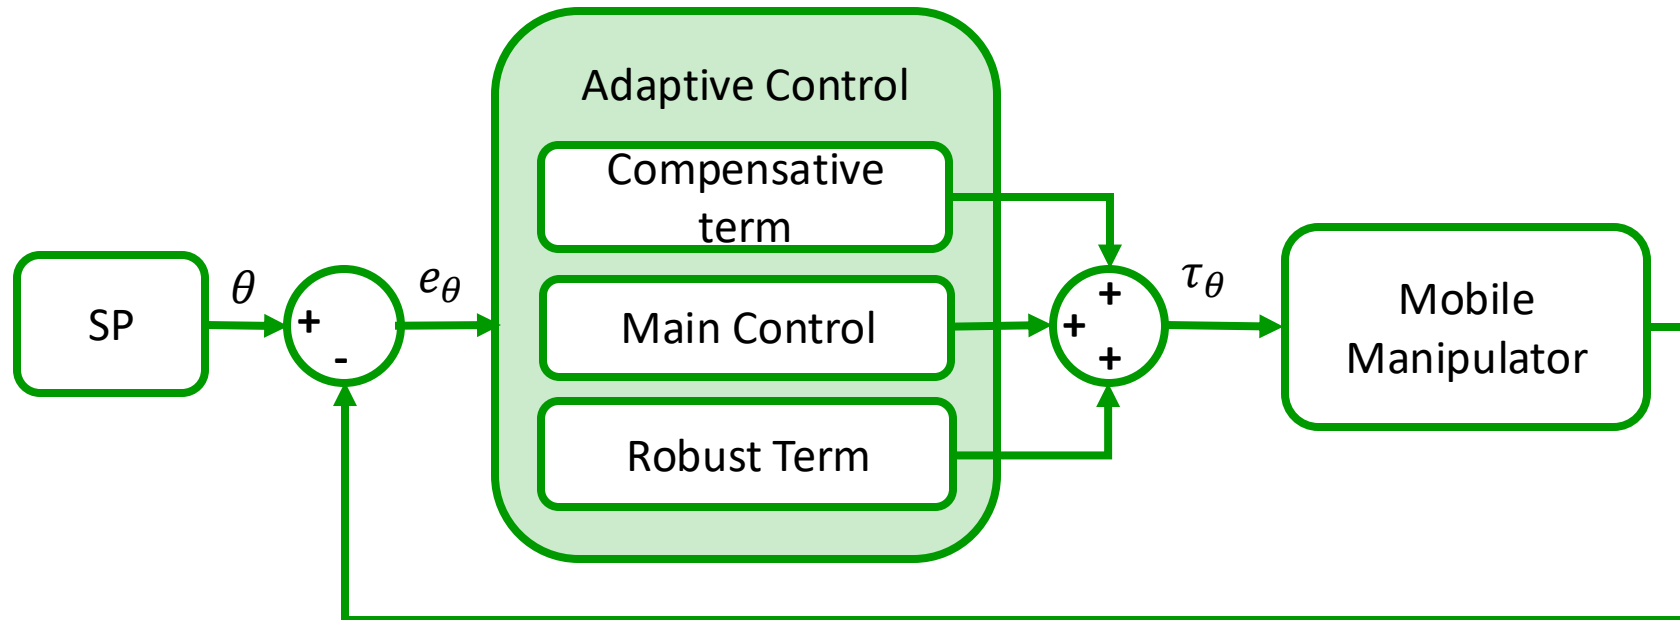 Adaptive Control
Compensative
term
SP
θ
+
-
e_θ
Main Control
+
+
+
τ_θ
Mobile
Manipulator
Robust Term